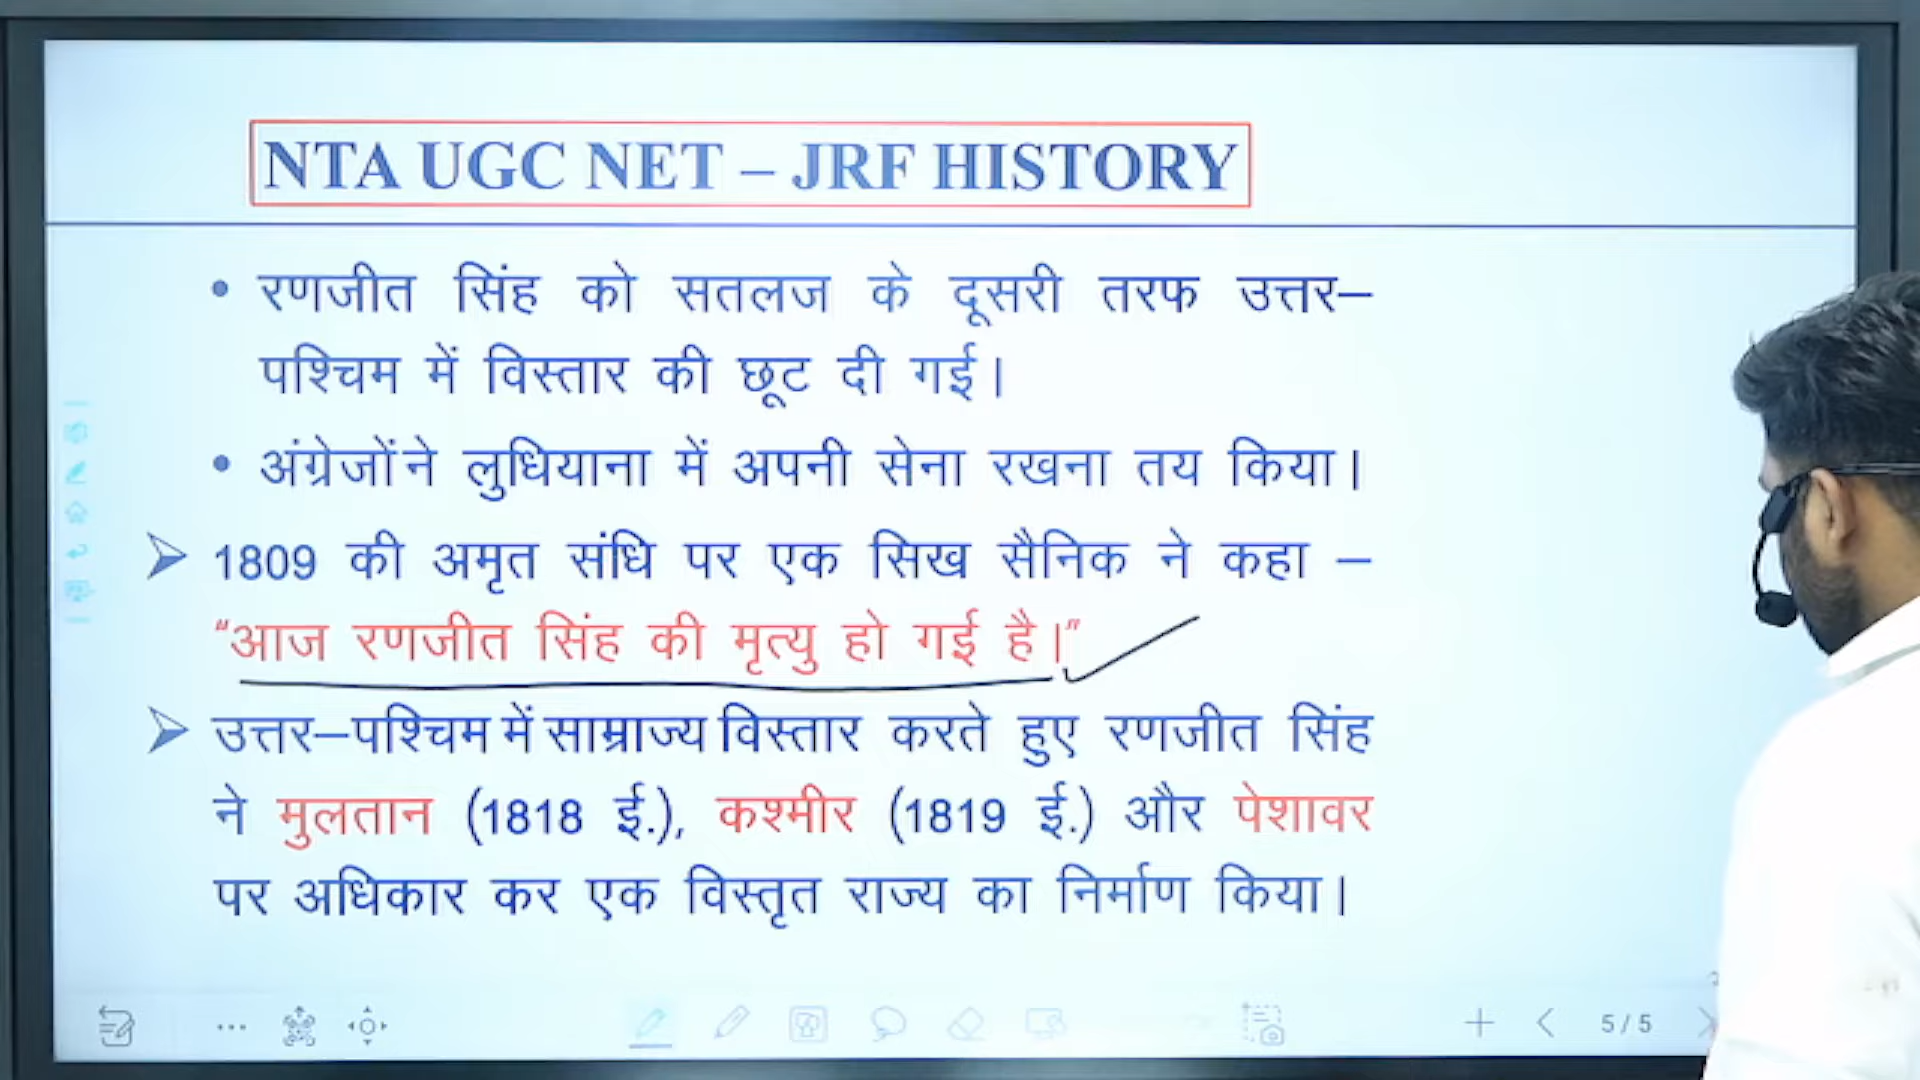 NTA UGC NET – JRF HISTORY
• रणजीत सिंह को सतलज के दूसरी तरफ उत्तर–
पश्चिम में विस्तार की छूट दी गई।
• अंग्रेजों ने लुधियाना में अपनी सेना रखना तय किया।
➢ 1809 की अमृत संधि पर एक सिख सैनिक ने कहा –
“आज रणजीत सिंह की मृत्यु हो गई है।”
➢ उत्तर–पश्चिम में साम्राज्य विस्तार करते हुए रणजीत सिंह
ने मुलतान (1818 ई.), कश्मीर (1819 ई.) और पेशावर
पर अधिकार कर एक विस्तृत राज्य का निर्माण किया।
5 / 5